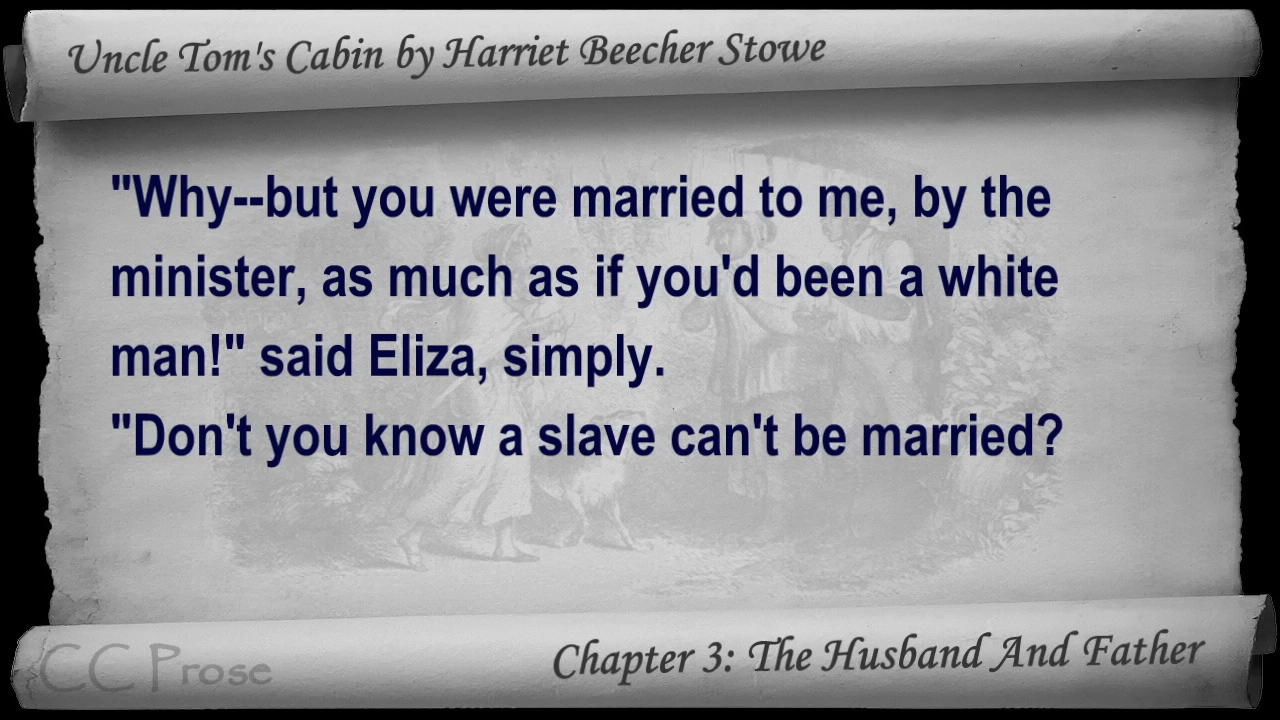 Uncle Tom's Cabin by Harriet Beecher Stowe
"Why--but you were married to me, by the
minister, as much as if you'd been a white
man!" said Eliza, simply.
"Don't you know a slave can't be married?
CC Prose
Chapter 3: The Husband And Father